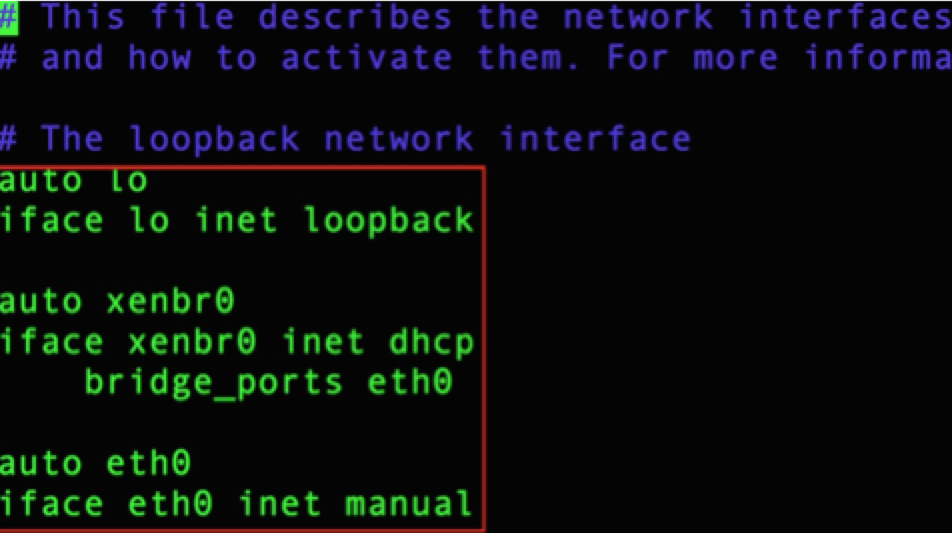 # This file describes the network interfaces
# and how to activate them. For more informa
# The loopback network interface
auto lo
iface lo inet loopback
auto xenbr0
iface xenbr0 inet dhcp
bridge_ports eth0
auto eth0
iface eth0 inet manual